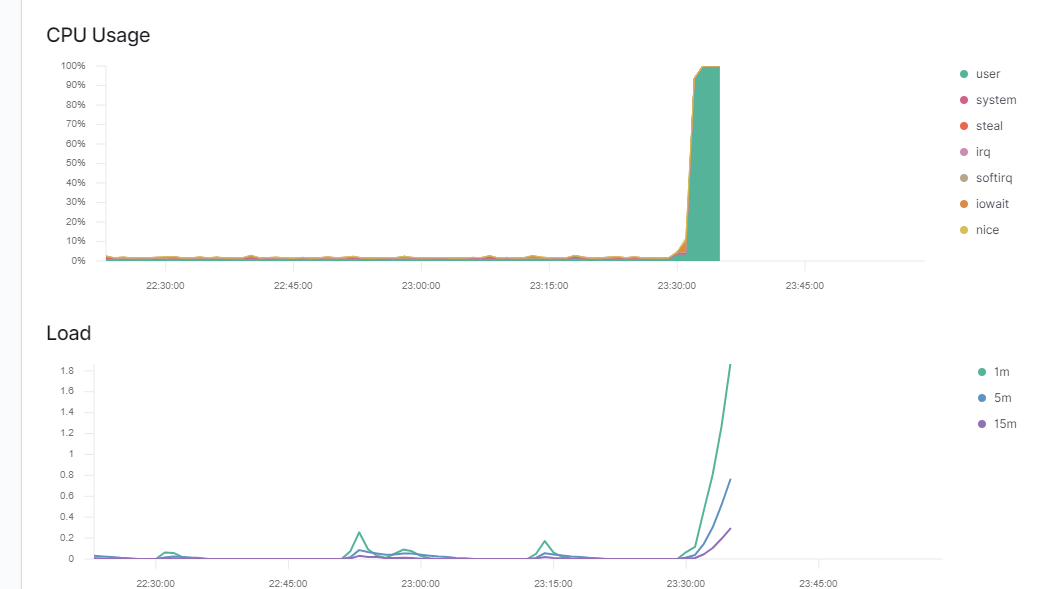 CPU Usage
100%
90%
80%
70%
60%
50%
40%
30%
20%
10%
0%
22:30:00 22:45:00 23:00:00 23:15:00 23:30:00 23:45:00
user
system
steal
irq
softirq
iowait
nice
Load
1.8
1.6
1.4
1.2
1
0.8
0.6
0.4
0.2
0
22:30:00 22:45:00 23:00:00 23:15:00 23:30:00 23:45:00
1m
5m
15m